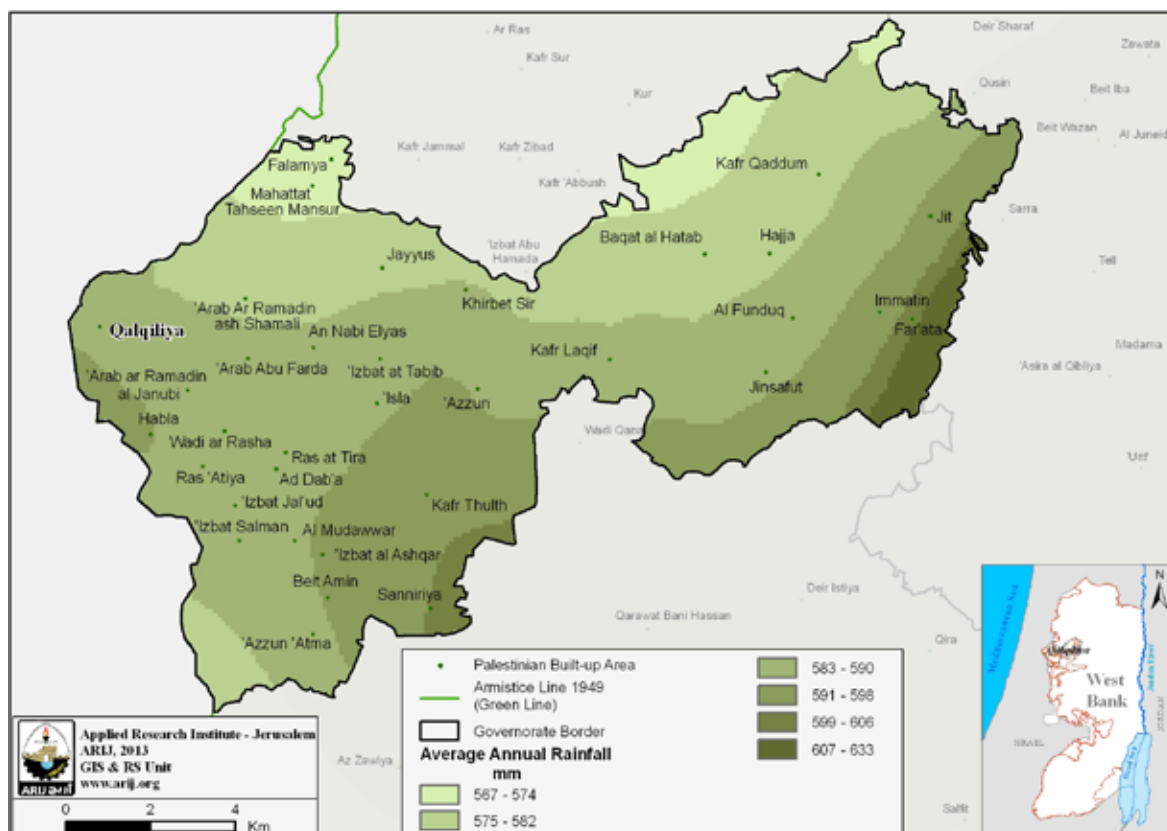 Ar Ras
Kafr Sur
Deir Sharaf
Zawata
Kur
Qusin
Beit Iba
Beit Wazan
Al Juneid
Falamya
Kafr Jammal
Kafr Zibad
Kafr 'Abbush
Kafr Qaddum
Mahattat
Tahseen Mansur
Jit
Sarra
Jayyus
'Izbat Abu
Hamada
Baqat al Hatab
Hajja
Tell
'Arab Ar Ramadin
ash Shamali
Khirbet Sir
Immatin
Qalqiliya
An Nabi Elyas
Al Funduq
Far'ata
Madama
'Arab Abu Farda
'Izbat at Tabib
Kafr Laqif
'Asira al Qibliya
'Arab ar Ramadin
al Janubi
'Isla
'Azzun
Jinsafut
Habla
Wadi ar Rasha
Wadi Qana
Ras at Tira
'Urif
Ras 'Atiya
Ad Dab'a
'Izbat Jal'ud
Kafr Thulth
'Izbat Salman
Al Mudawwar
'Izbat al Ashqar
Beit Amin
Sanniriya
Deir Istiya
Qarawat Bani Hassan
Qira
'Azzun 'Atma
Az Zawiya
Salfit
Palestinian Built-up Area
Armistice Line 1949
(Green Line)
Governorate Border
Average Annual Rainfall
mm
567 - 574
575 - 582
583 - 590
591 - 598
599 - 606
607 - 633
ARIJ
Applied Research Institute - Jerusalem
ARIJ, 2013
GIS & RS Unit
www.arij.org
0 2 4
Km
N
Mediterranean Sea
Qalqiliya
West
Bank
ISRAEL
Jordan River
JORDAN
Dead Sea